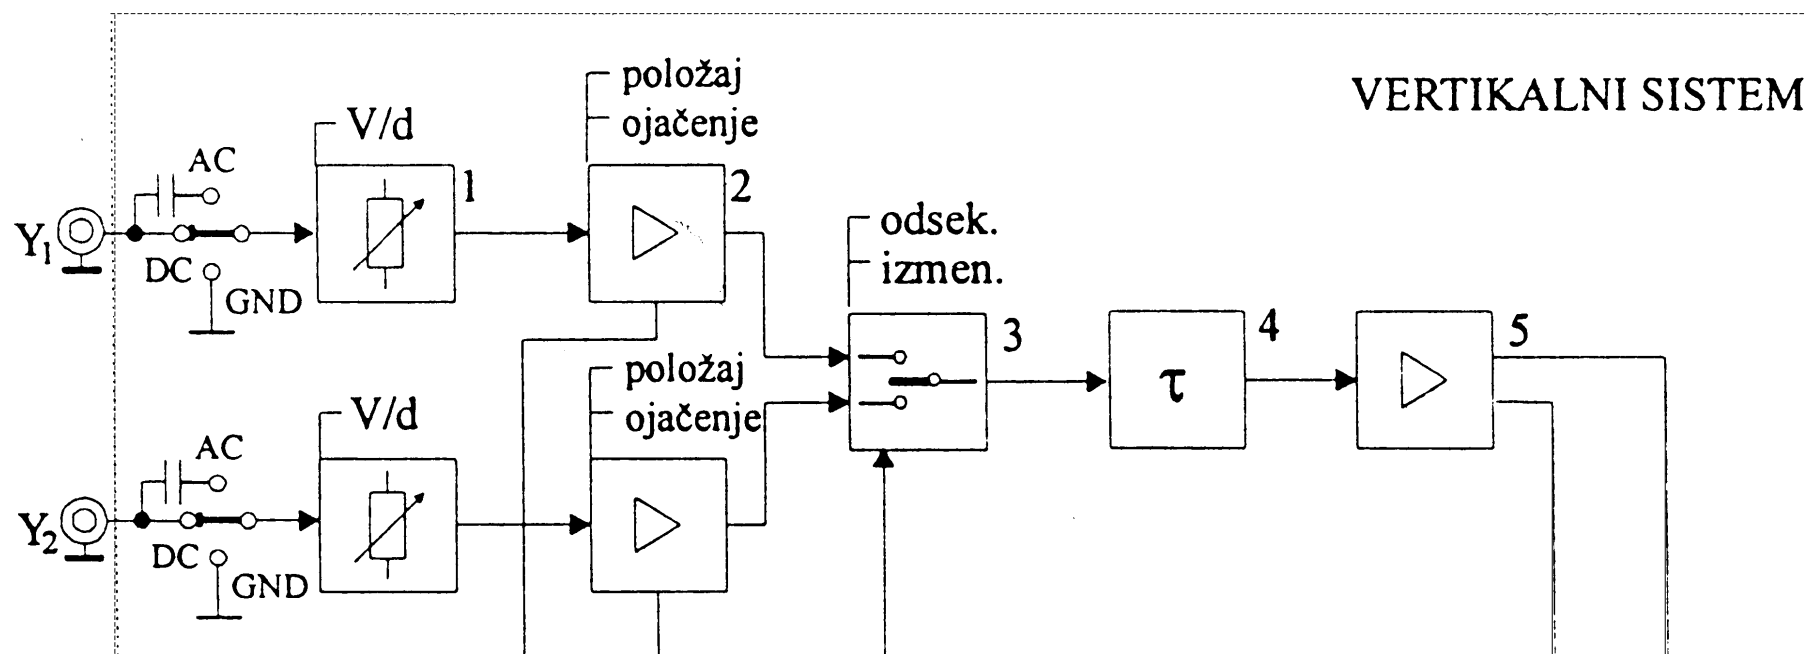 VERTIKALNI SISTEM
položaj
ojačenje
V/d
AC
1
2
Y1
DC
GND
odsek.
izmen.
3
τ
4
5
položaj
ojačenje
V/d
AC
Y2
DC
GND